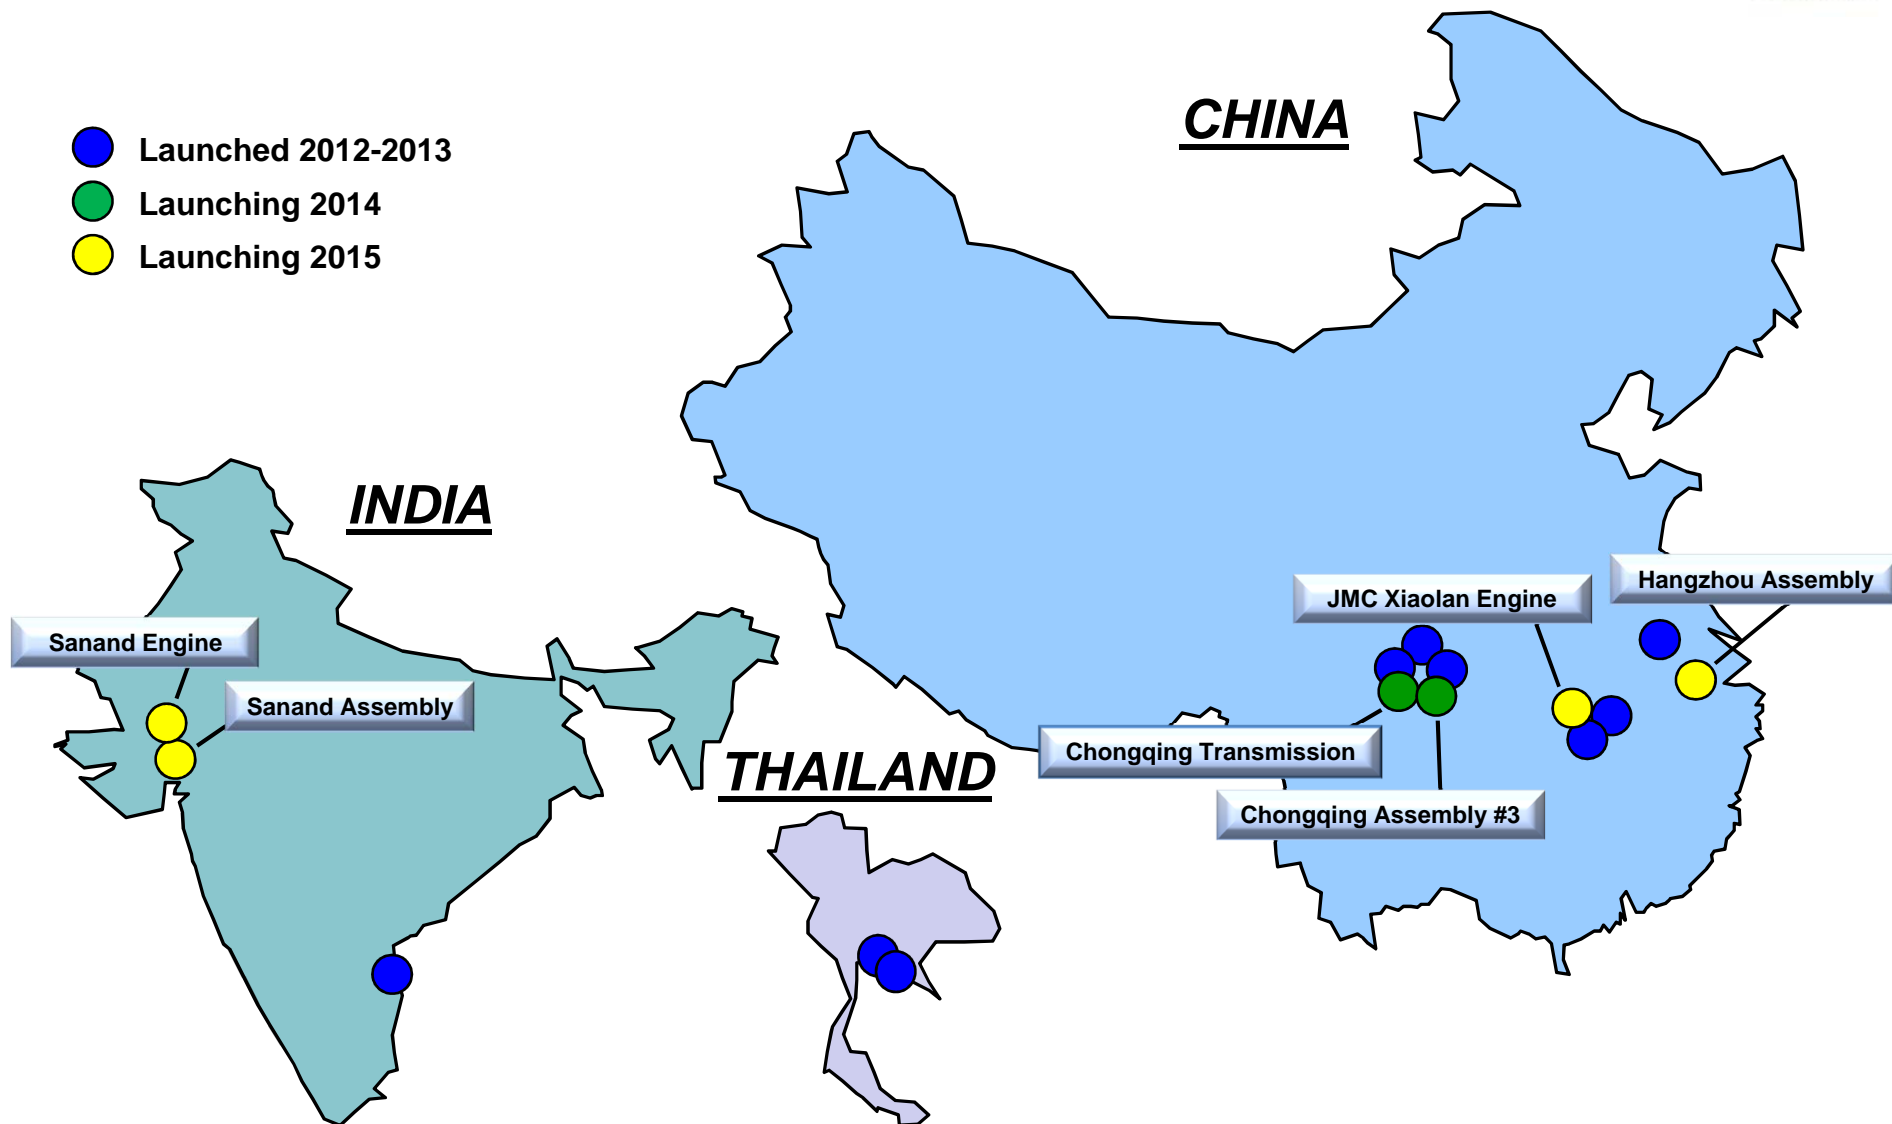 CHINA
Launched 2012-2013
Launching 2014
Launching 2015
INDIA
Hangzhou Assembly
JMC Xiaolan Engine
Sanand Engine
Sanand Assembly
Chongqing Transmission
THAILAND
Chongqing Assembly #3